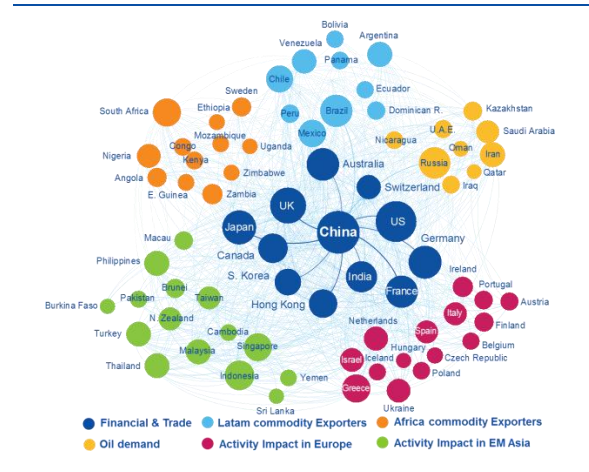 Bolivia
Argentina
Venezuela
Panama
Chile
Ecuador
Kazakhstan
Sweden
South Africa
Ethiopia
Peru
Brazil
Dominican R.
U.A.E.
Saudi Arabia
Mozambique
Mexico
Nicaragua
Oman
Congo
Uganda
Iran
Nigeria
Kenya
Australia
Russia
Qatar
Angola
Zimbabwe
Switzerland
Iraq
E. Guinea
Zambia
UK
US
Japan
China
Macau
Canada
Germany
Philippines
S. Korea
India
Ireland
Brunei
France
Portugal
Pakistan
Taiwan
Hong Kong
Austria
Burkina Faso
N. Zealand
Netherlands
Italy
Finland
Turkey
Cambodia
Spain
Malaysia
Singapore
Hungary
Belgium
Israel
Iceland
Czech Republic
Thailand
Indonesia
Yemen
Poland
Greece
Sri Lanka
Ukraine
Financial & Trade
Latam commodity Exporters
Africa commodity Exporters
Oil demand
Activity Impact in Europe
Activity Impact in EM Asia